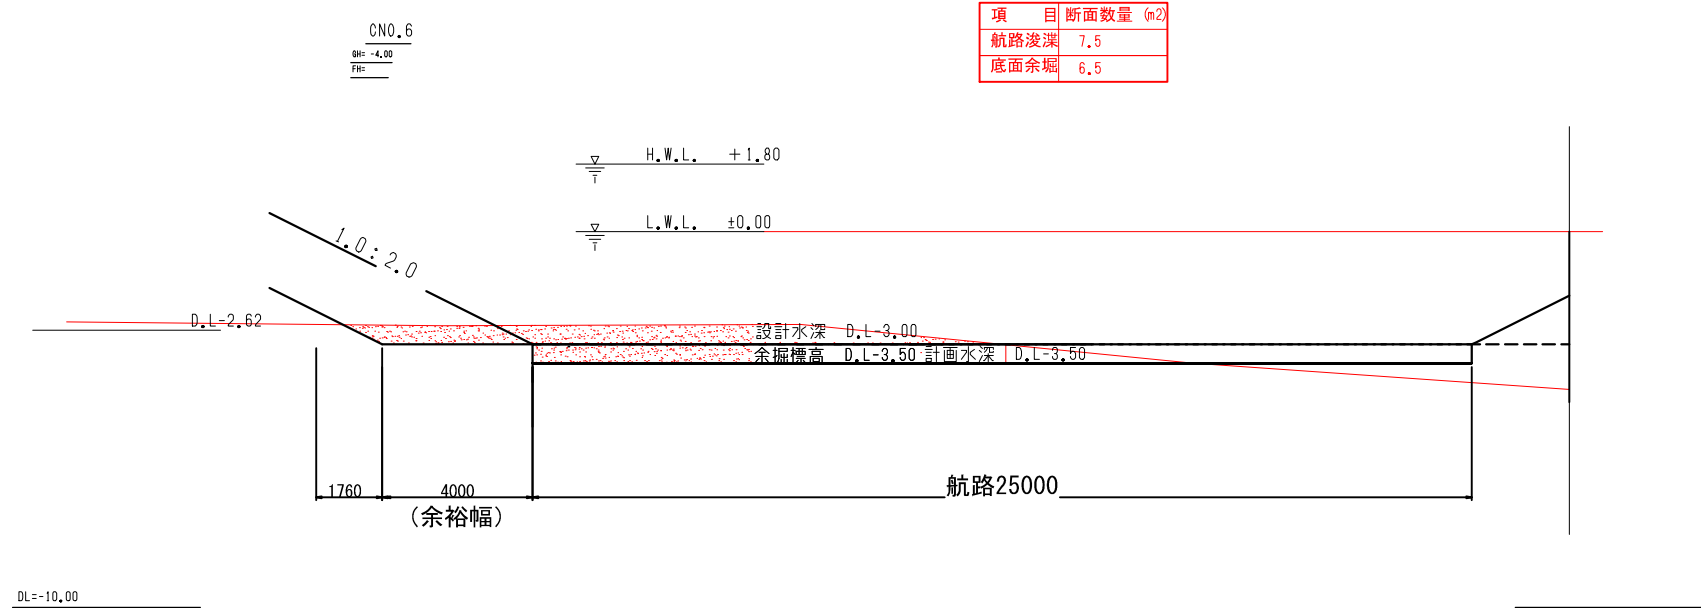 CNO.6
GH= -4.00
FH=
項 目 断面数量 (m2)
航路浚渫 7.5
底面余堀 6.5
H.W.L. +1.80
L.W.L. ±0.00
1.0:2.0
D.L-2.62
設計水深 D.L-3.00
余掘標高 D.L-3.50 計画水深 D.L-3.50
1760 4000 航路25000
(余裕幅)
DL=-10.00